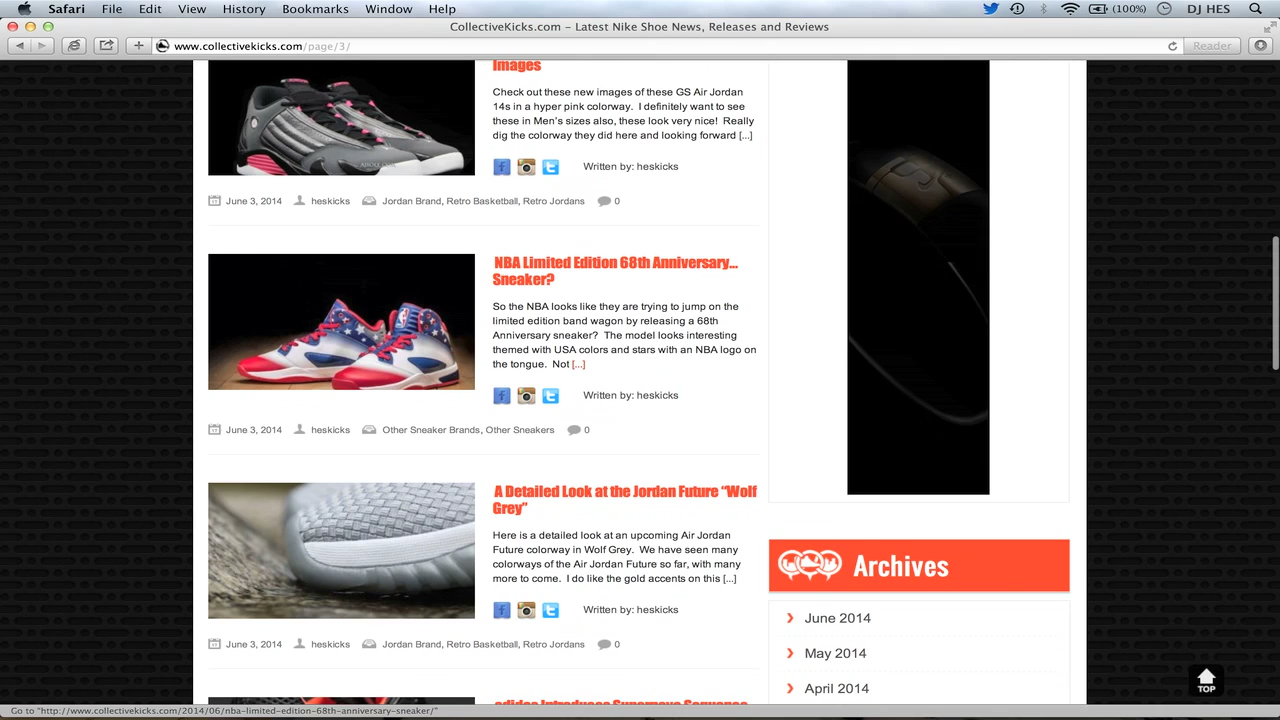 Safari File Edit View History Bookmarks Window Help (100%) DJ HES
CollectiveKicks.com – Latest Nike Shoe News, Releases and Reviews
www.collectivekicks.com/page/3/ Reader
Images
Check out these new images of these GS Air Jordan
14s in a hyper pink colorway. I definitely want to see
these in Men's sizes also, these look very nice! Really
dig the colorway they did here and looking forward [...]
Written by: heskicks
June 3, 2014 heskicks Jordan Brand, Retro Basketball, Retro Jordans 0
NBA Limited Edition 68th Anniversary...
Sneaker?
So the NBA looks like they are trying to jump on the
limited edition band wagon by releasing a 68th
Anniversary sneaker? The model looks interesting
themed with USA colors and stars with an NBA logo on
the tongue. Not [...]
Written by: heskicks
June 3, 2014 heskicks Other Sneaker Brands, Other Sneakers 0
A Detailed Look at the Jordan Future “Wolf
Grey”
Here is a detailed look at an upcoming Air Jordan
Future colorway in Wolf Grey. We have seen many
colorways of the Air Jordan Future so far, with many
more to come. I do like the gold accents on this [...]
Written by: heskicks
June 3, 2014 heskicks Jordan Brand, Retro Basketball, Retro Jordans 0
Archives
June 2014
May 2014
April 2014
TOP
adidas Introduces Supernova Sequence
Go to "http://www.collectivekicks.com/2014/06/nba-limited-edition-68th-anniversary-sneaker/"